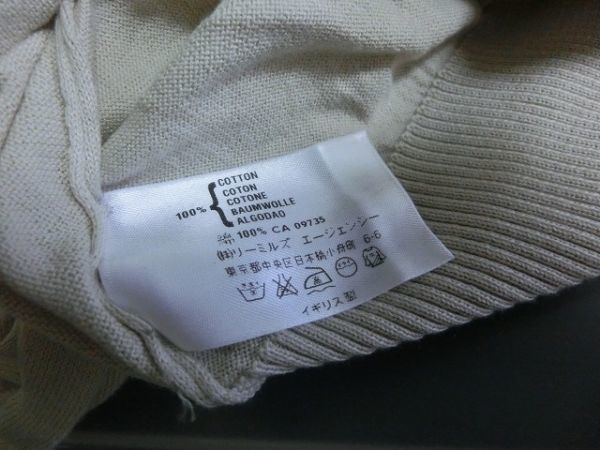 100%
COTTON
COTON
COTONE
BAUMWOLLE
ALGODAO
綿 100% CA 09735
(株)リーミルズ エージェンシー
東京都中央区日本橋小舟町 6-6
イギリス製